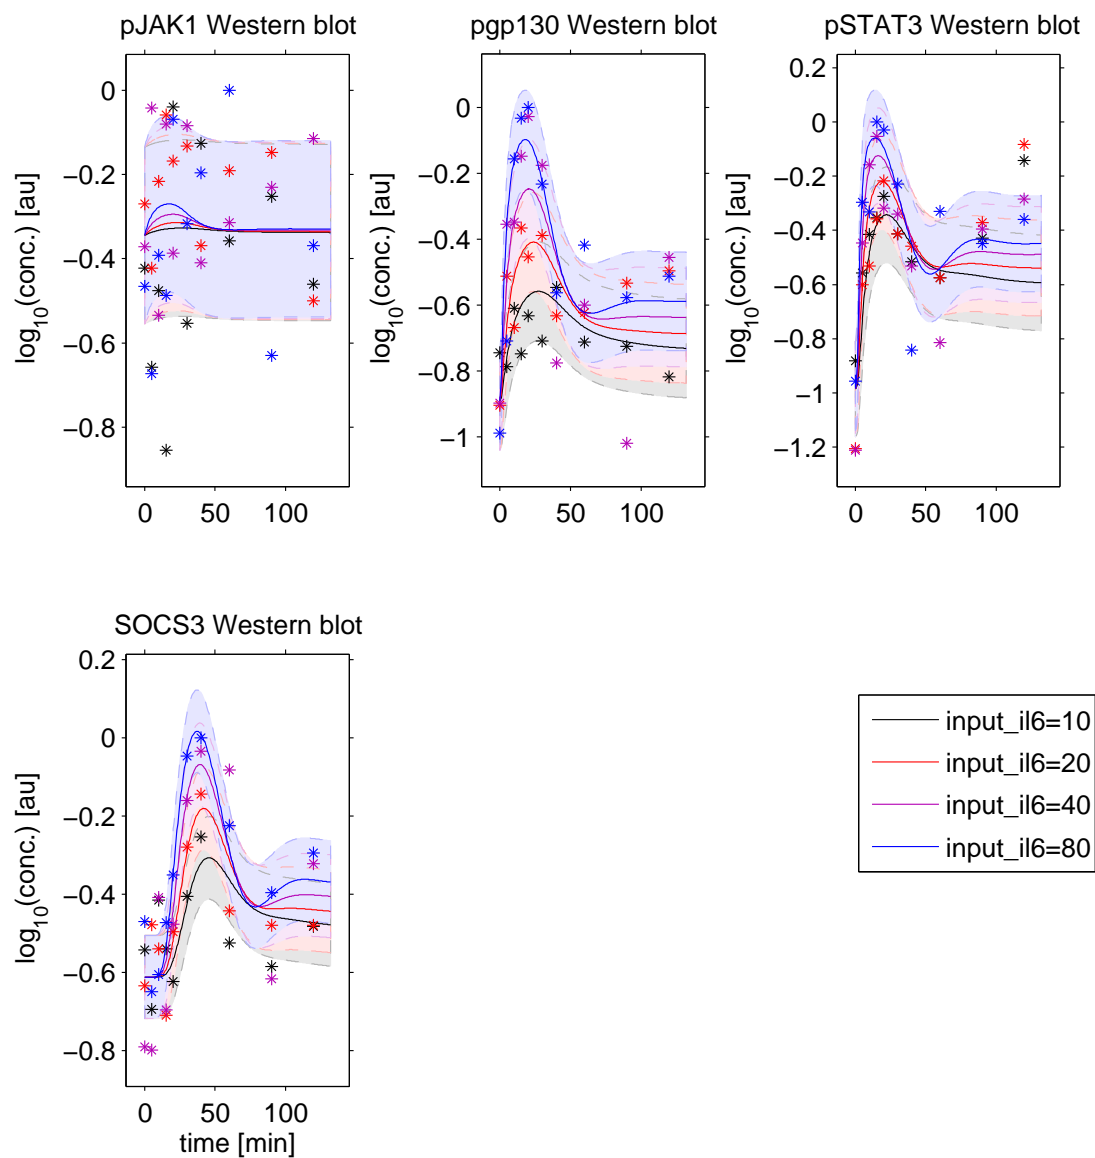 pJAK1 Western blot
0
−0.2
−0.4
−0.6
−0.8
log10(conc.) [au]
0 50 100
pgp130 Western blot
0
−0.2
−0.4
−0.6
−0.8
−1
log10(conc.) [au]
0 50 100
pSTAT3 Western blot
0.2
0
−0.2
−0.4
−0.6
−0.8
−1
−1.2
log10(conc.) [au]
0 50 100
SOCS3 Western blot
0.2
0
−0.2
−0.4
−0.6
−0.8
log10(conc.) [au]
0 50 100
time [min]
input_il6=10
input_il6=20
input_il6=40
input_il6=80